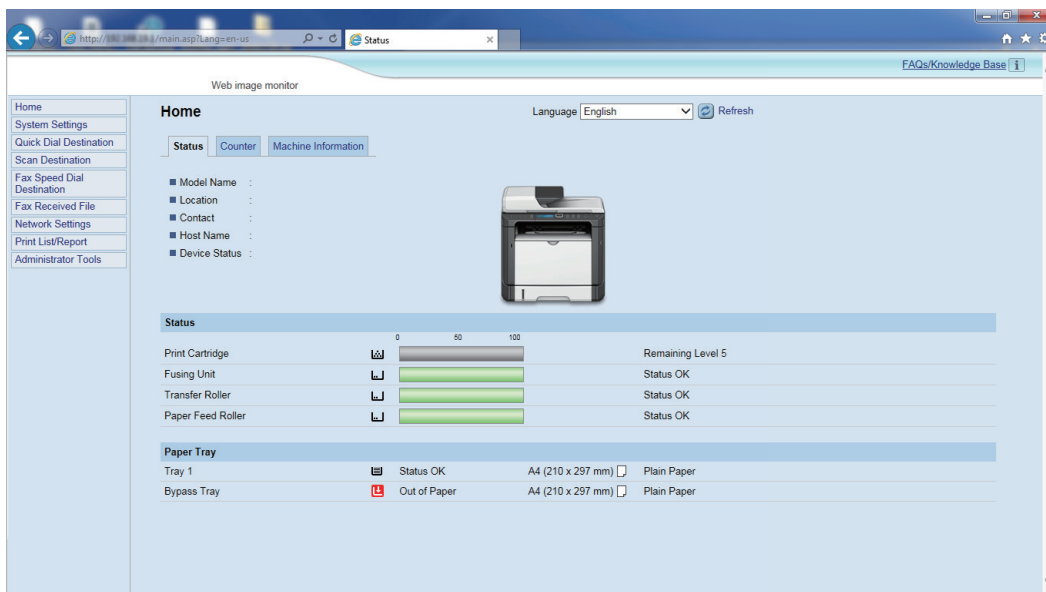 /main.asp?Lang=en-us
Status
FAQs/Knowledge Base i
Web image monitor
Home
System Settings
Quick Dial Destination
Scan Destination
Fax Speed Dial
Destination
Fax Received File
Network Settings
Print List/Report
Administrator Tools
Home
Language English Refresh
Status Counter Machine Information
Model Name :
Location :
Contact :
Host Name :
Device Status :
Status
0 50 100
Print Cartridge Remaining Level 5
Fusing Unit Status OK
Transfer Roller Status OK
Paper Feed Roller Status OK
Paper Tray
Tray 1 Status OK A4 (210 x 297 mm) Plain Paper
Bypass Tray Out of Paper A4 (210 x 297 mm) Plain Paper